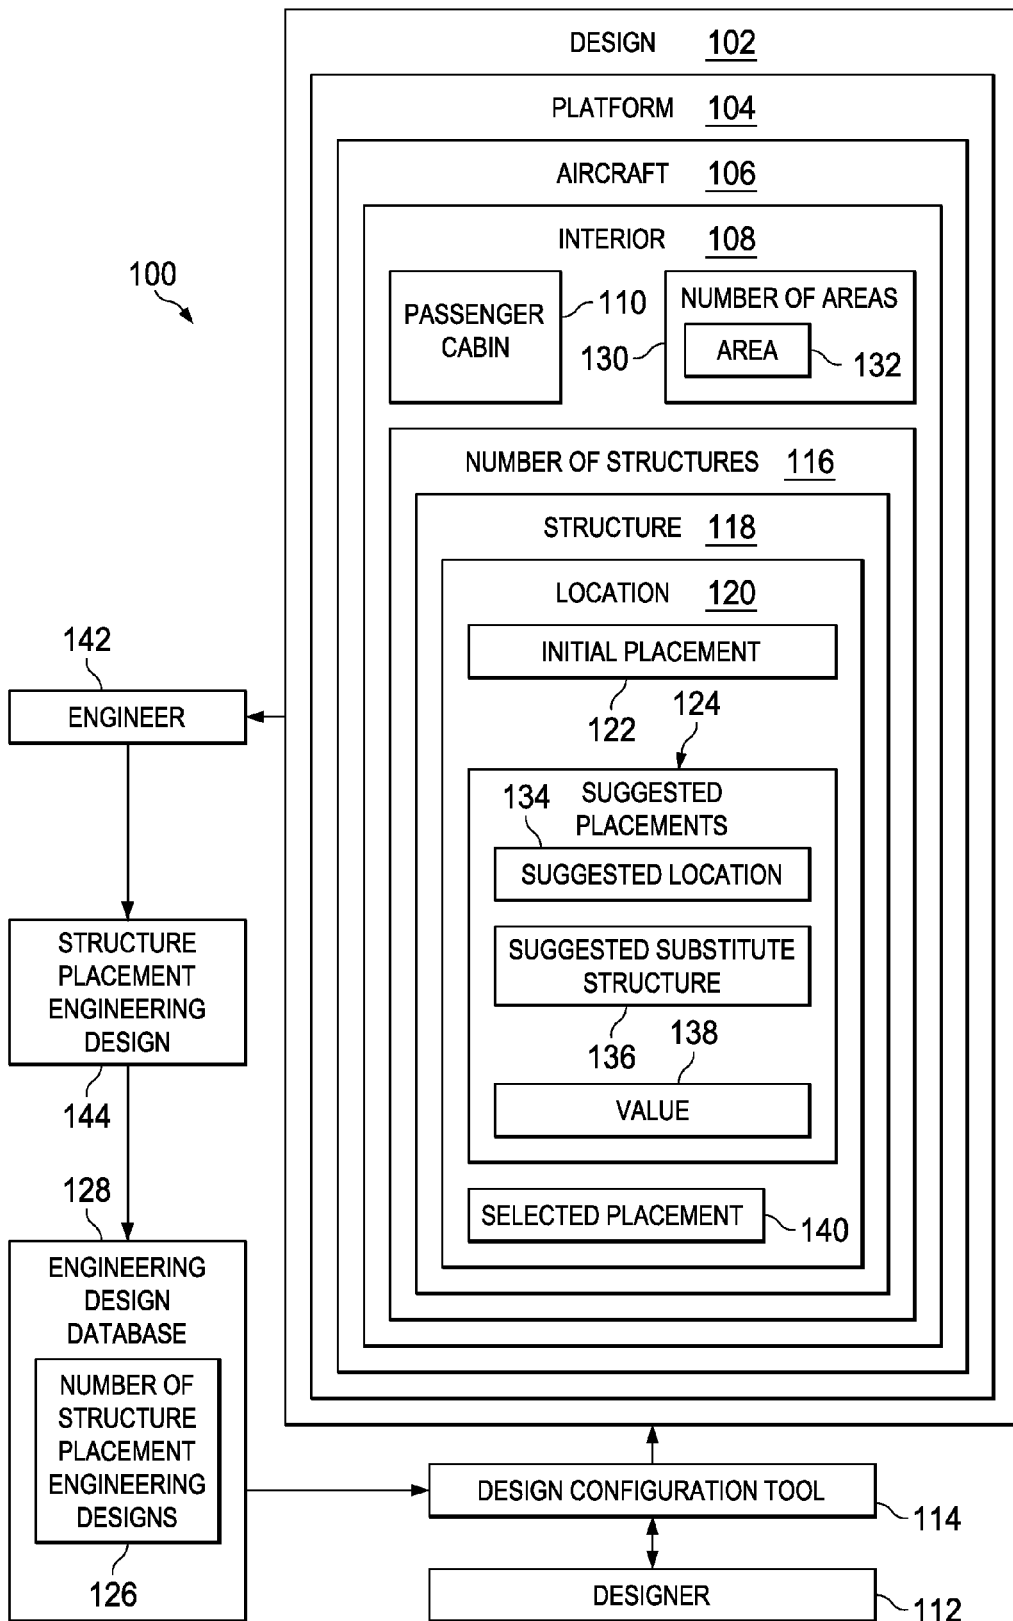 DESIGN 102
PLATFORM 104
AIRCRAFT 106
INTERIOR 108
100
PASSENGER
CABIN
110
NUMBER OF AREAS
130
AREA
132
NUMBER OF STRUCTURES 116
STRUCTURE 118
LOCATION 120
INITIAL PLACEMENT
122
124
SUGGESTED
PLACEMENTS
134
SUGGESTED LOCATION
SUGGESTED SUBSTITUTE
STRUCTURE
136
138
VALUE
SELECTED PLACEMENT
140
142
ENGINEER
STRUCTURE
PLACEMENT
ENGINEERING
DESIGN
144
128
ENGINEERING
DESIGN
DATABASE
NUMBER OF
STRUCTURE
PLACEMENT
ENGINEERING
DESIGNS
126
DESIGN CONFIGURATION TOOL
114
DESIGNER
112